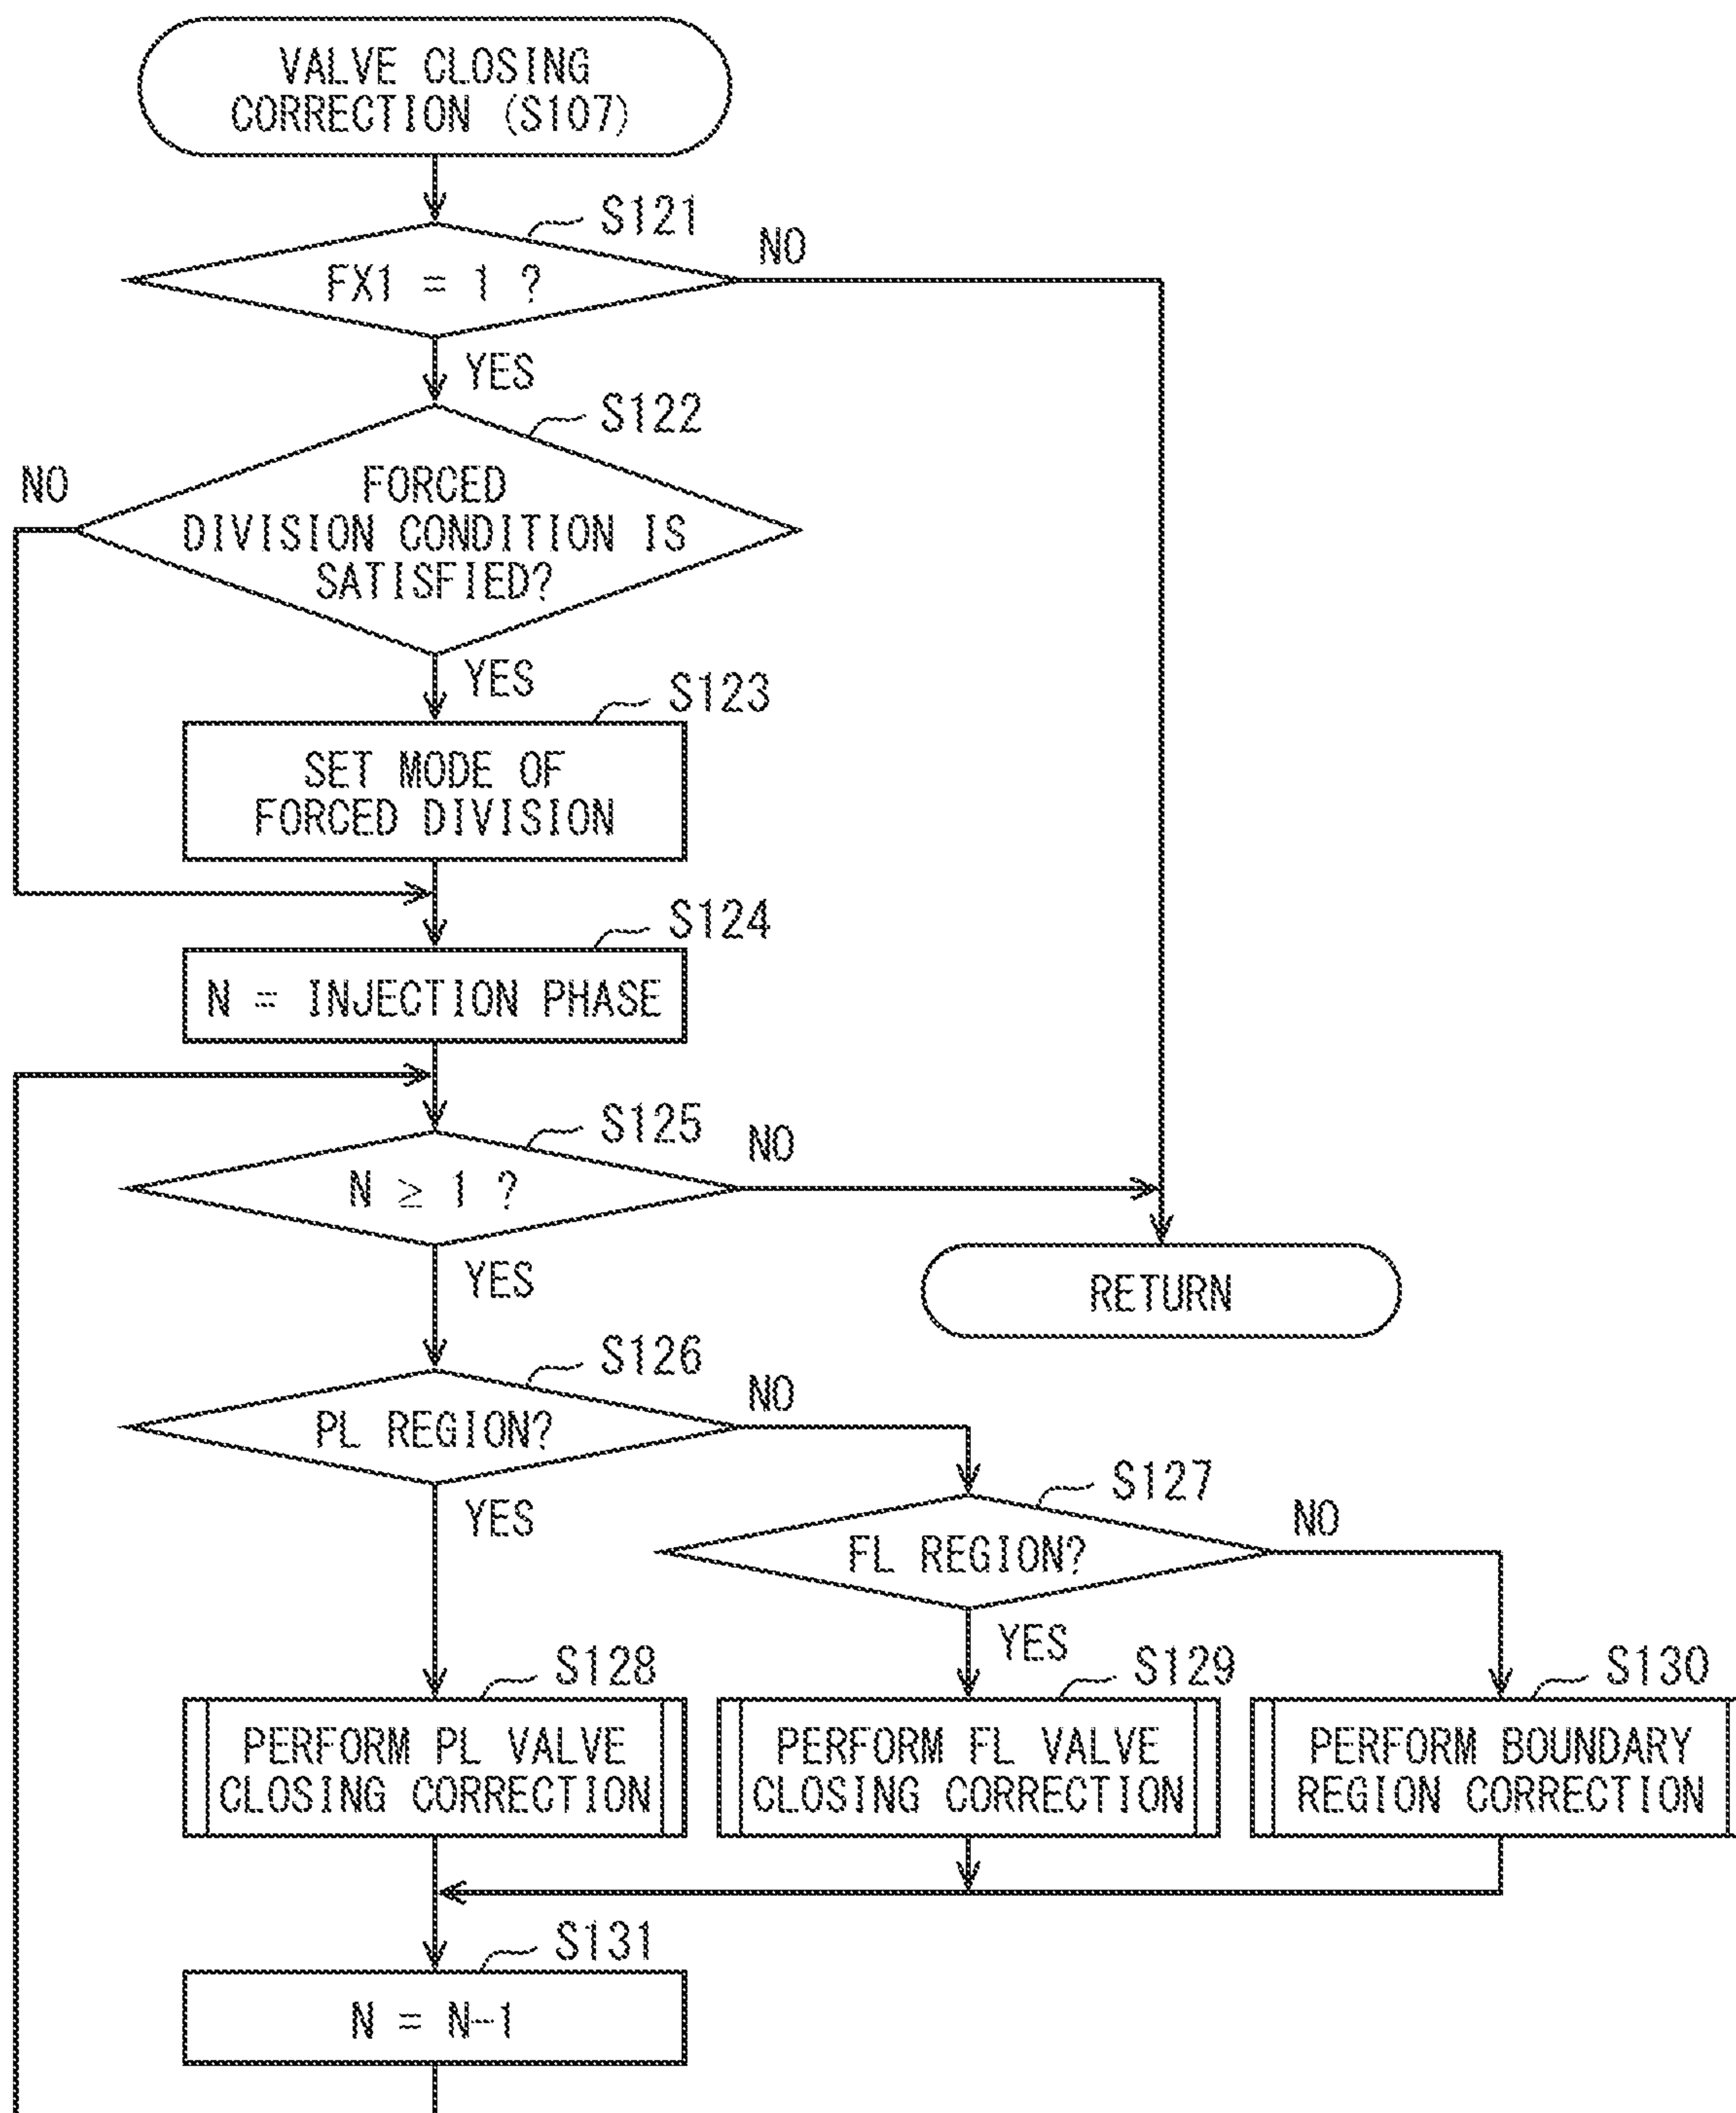 VALVE CLOSING
CORRECTION (S107)
S121
FX1 = 1 ?
NO
YES
S122
NO
FORCED
DIVISION CONDITION IS
SATISFIED?
YES
S123
SET MODE OF
FORCED DIVISION
S124
N = INJECTION PHASE
S125
NO
N ≥ 1 ?
YES
RETURN
S126
NO
PL REGION?
YES
S127
NO
FL REGION?
YES
S128
S129
S130
PERFORM PL VALVE
CLOSING CORRECTION
PERFORM FL VALVE
CLOSING CORRECTION
PERFORM BOUNDARY
REGION CORRECTION
S131
N = N-1